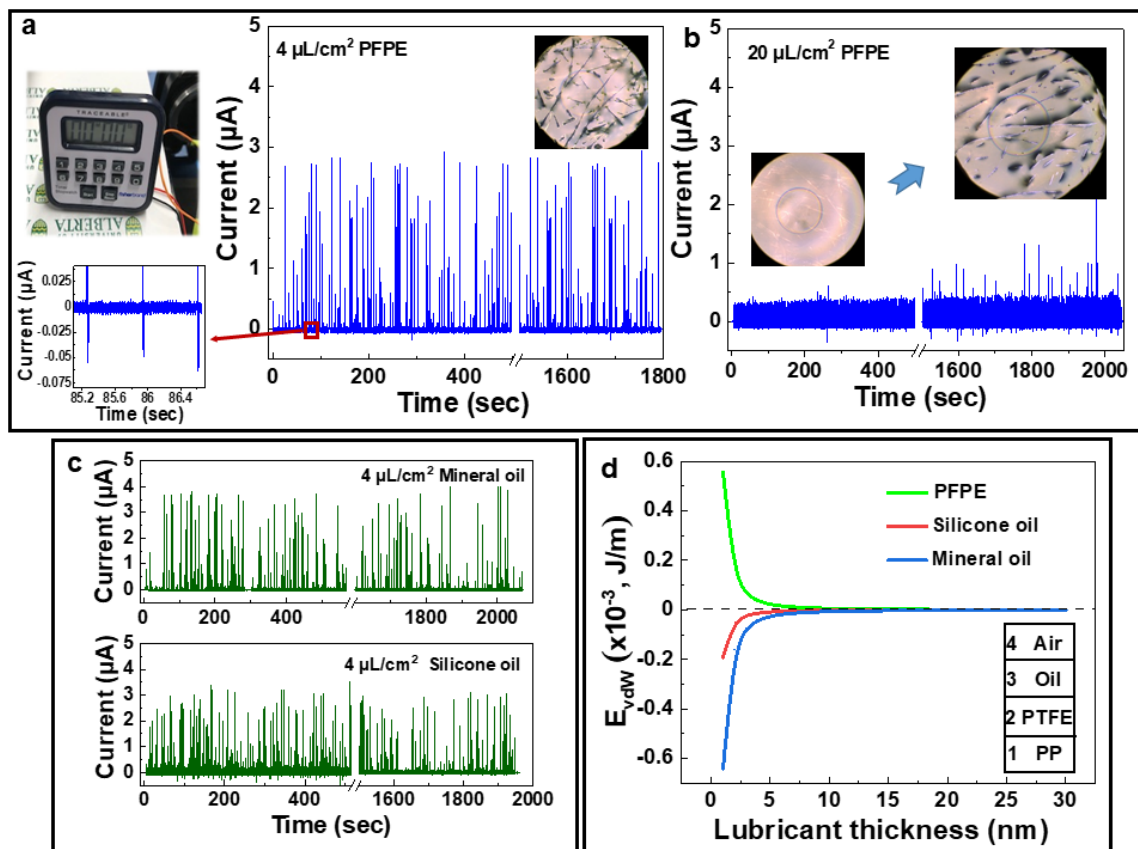 a
TRACEABLE
ALBERTA
Current (µA)
0.025
0
-0.025
-0.05
-0.075
85.2 85.6 86 86.4
Time (sec)
4 µL/cm² PFPE
Current (µA)
5
4
3
2
1
0
0 200 400 1600 1800
Time (sec)
b
20 µL/cm² PFPE
Current (µA)
5
4
3
2
1
0
0 200 400 1600 1800 2000
Time (sec)
c
4 µL/cm² Mineral oil
Current (µA)
5
4
3
2
1
0
0 200 400 1800 2000
4 µL/cm² Silicone oil
Current (µA)
5
4
3
2
1
0
0 200 400 1600 1800 2000
Time (sec)
d
PFPE
Silicone oil
Mineral oil
EvdW (x10⁻³, J/m)
0.6
0.4
0.2
0
-0.2
-0.4
-0.6
4 Air
3 Oil
2 PTFE
1 PP
0 5 10 15 20 25 30
Lubricant thickness (nm)